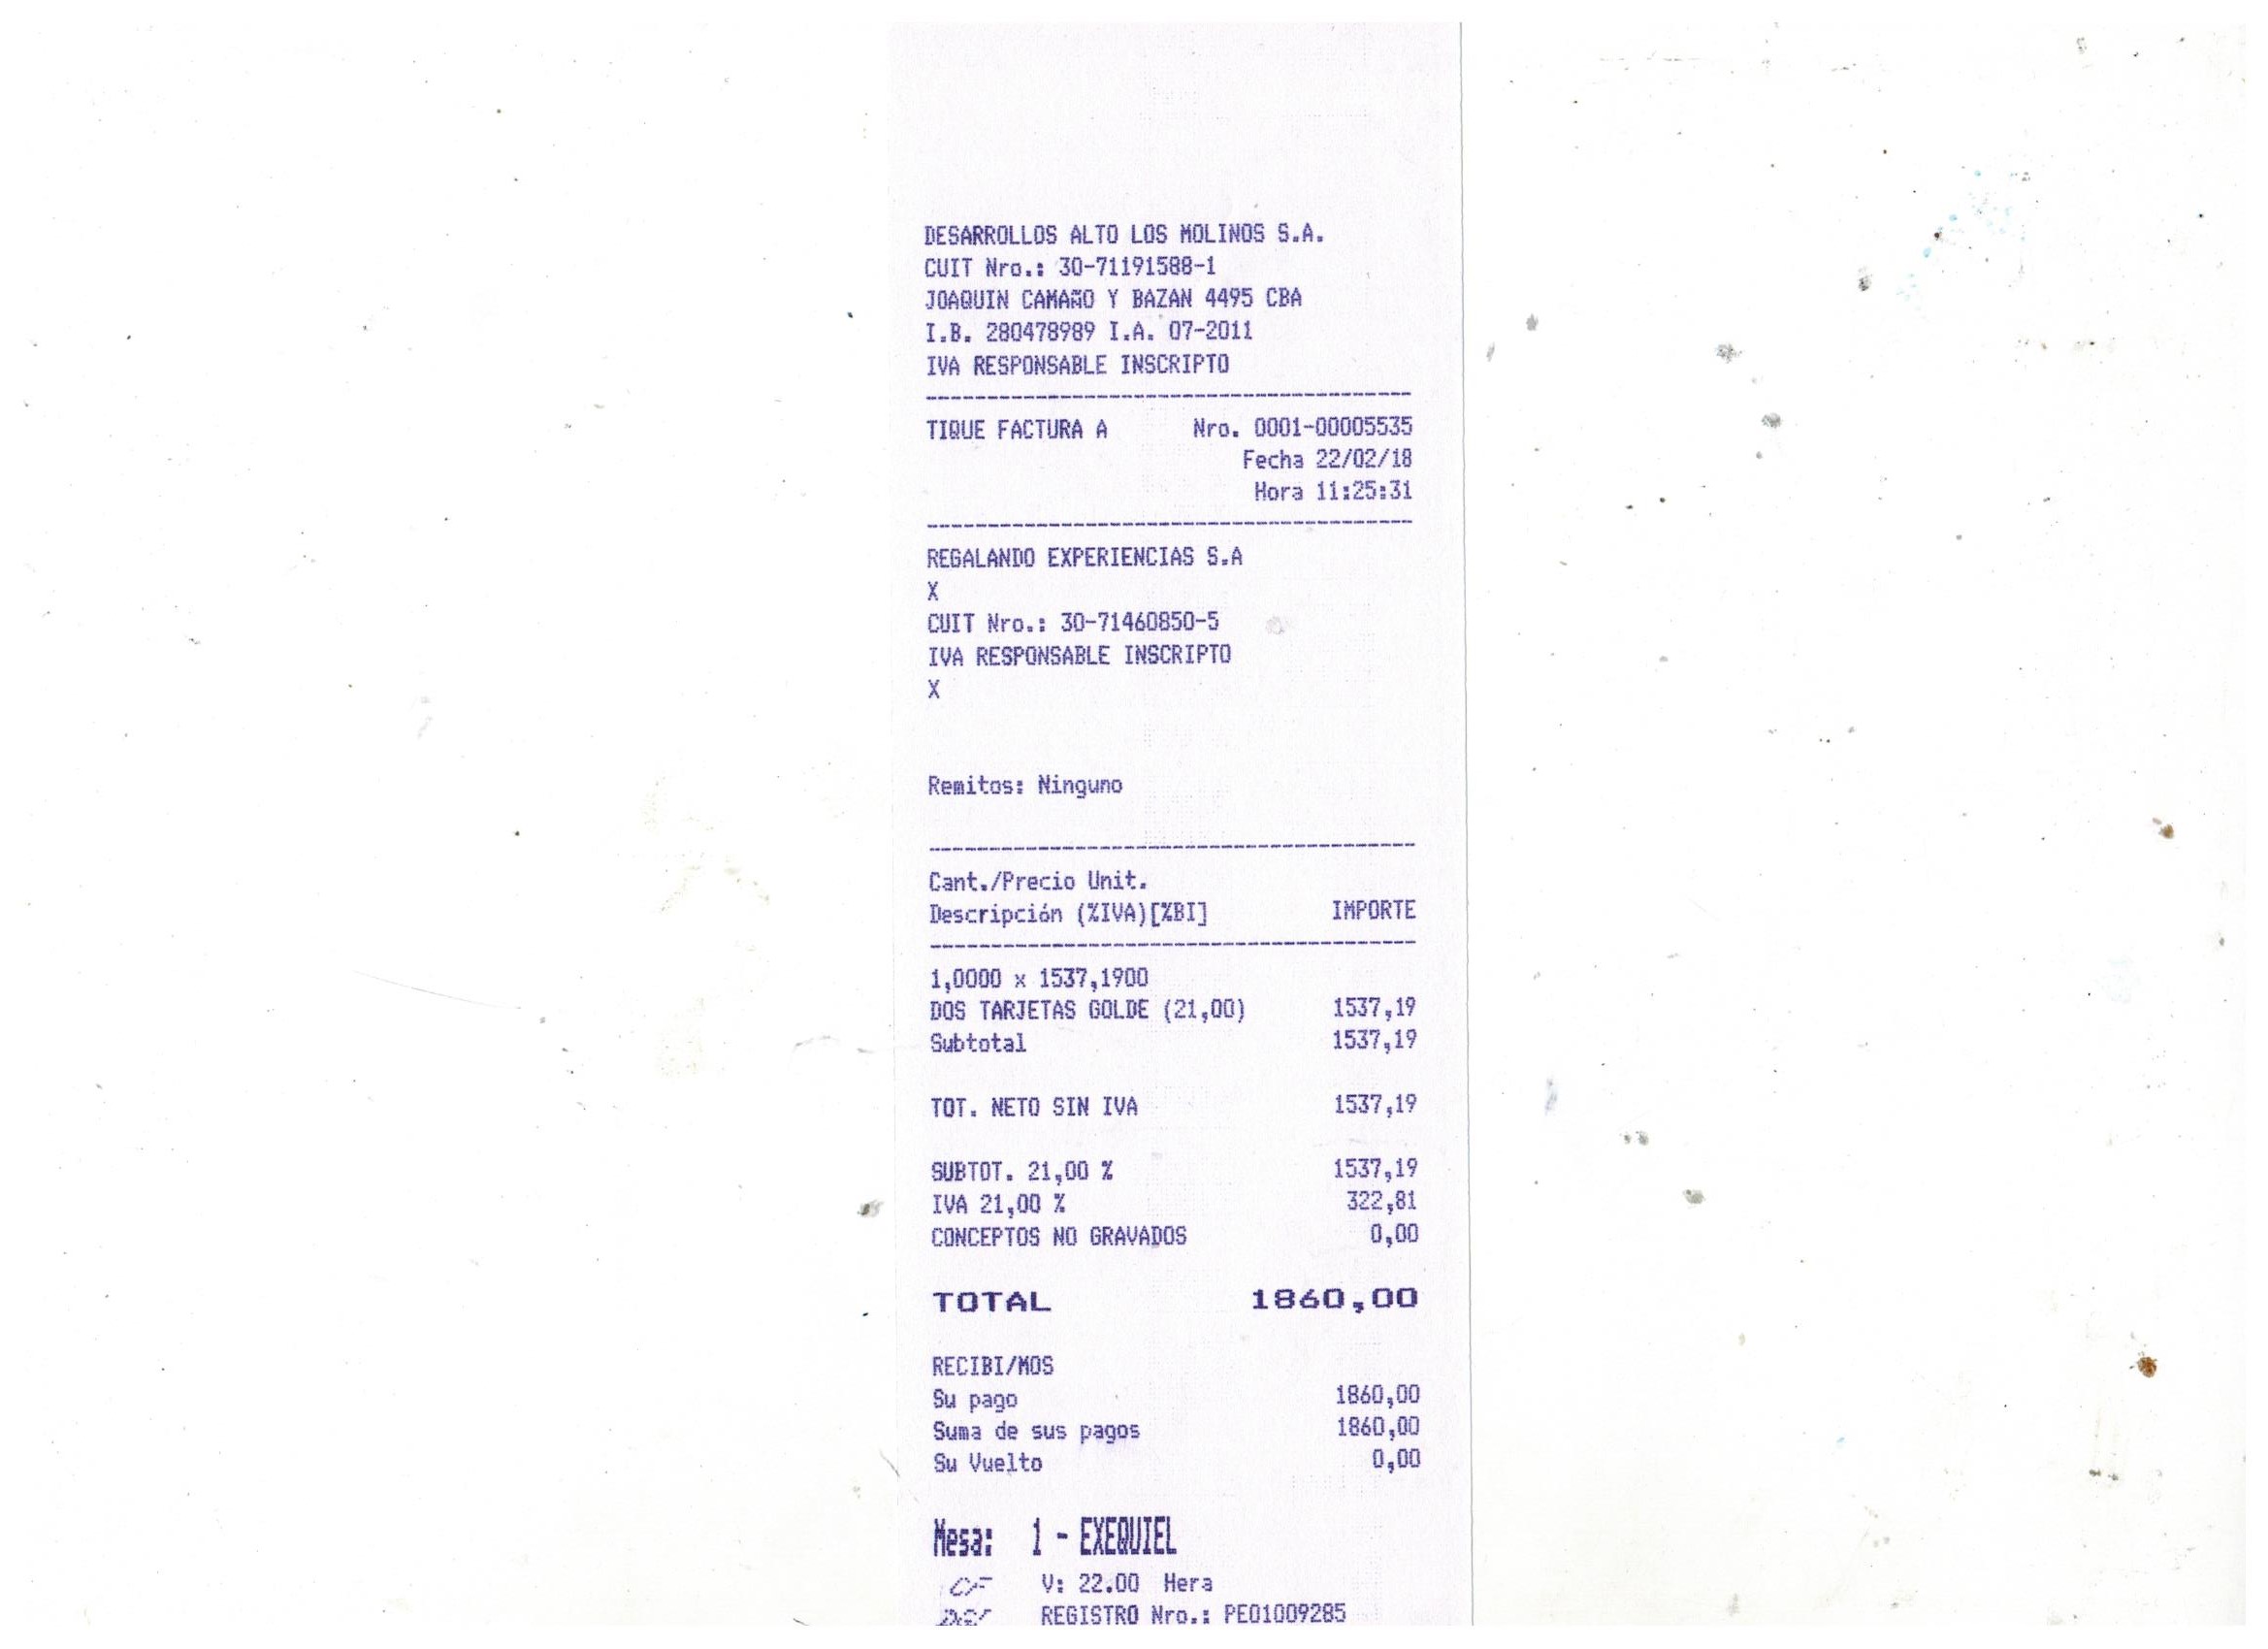 DESARROLLOS ALTO LOS MOLINOS S.A.
CUIT Nro.: 30-71191588-1
JOAQUIN CAMAÑO Y BAZAN 4495 CBA
I.B. 280478989 I.A. 07-2011
IVA RESPONSABLE INSCRIPTO
----------------------------------------
TIQUE FACTURA A Nro. 0001-00005535
Fecha 22/02/18
Hora 11:25:31
----------------------------------------
REGALANDO EXPERIENCIAS S.A
X
CUIT Nro.: 30-71460850-5
IVA RESPONSABLE INSCRIPTO
X
Remitos: Ninguno
----------------------------------------
Cant./Precio Unit.
Descripción (%IVA)[%BI] IMPORTE
----------------------------------------
1,0000 x 1537,1900
DOS TARJETAS GOLDE (21,00) 1537,19
Subtotal 1537,19
TOT. NETO SIN IVA 1537,19
SUBTOT. 21,00 % 1537,19
IVA 21,00 % 322,81
CONCEPTOS NO GRAVADOS 0,00
TOTAL 1860,00
RECIBI/MOS
Su pago 1860,00
Suma de sus pagos 1860,00
Su Vuelto 0,00
Mesa: 1 - EXEQUIEL
CF V: 22.00 Hera
REGISTRO Nro.: PEO1009285